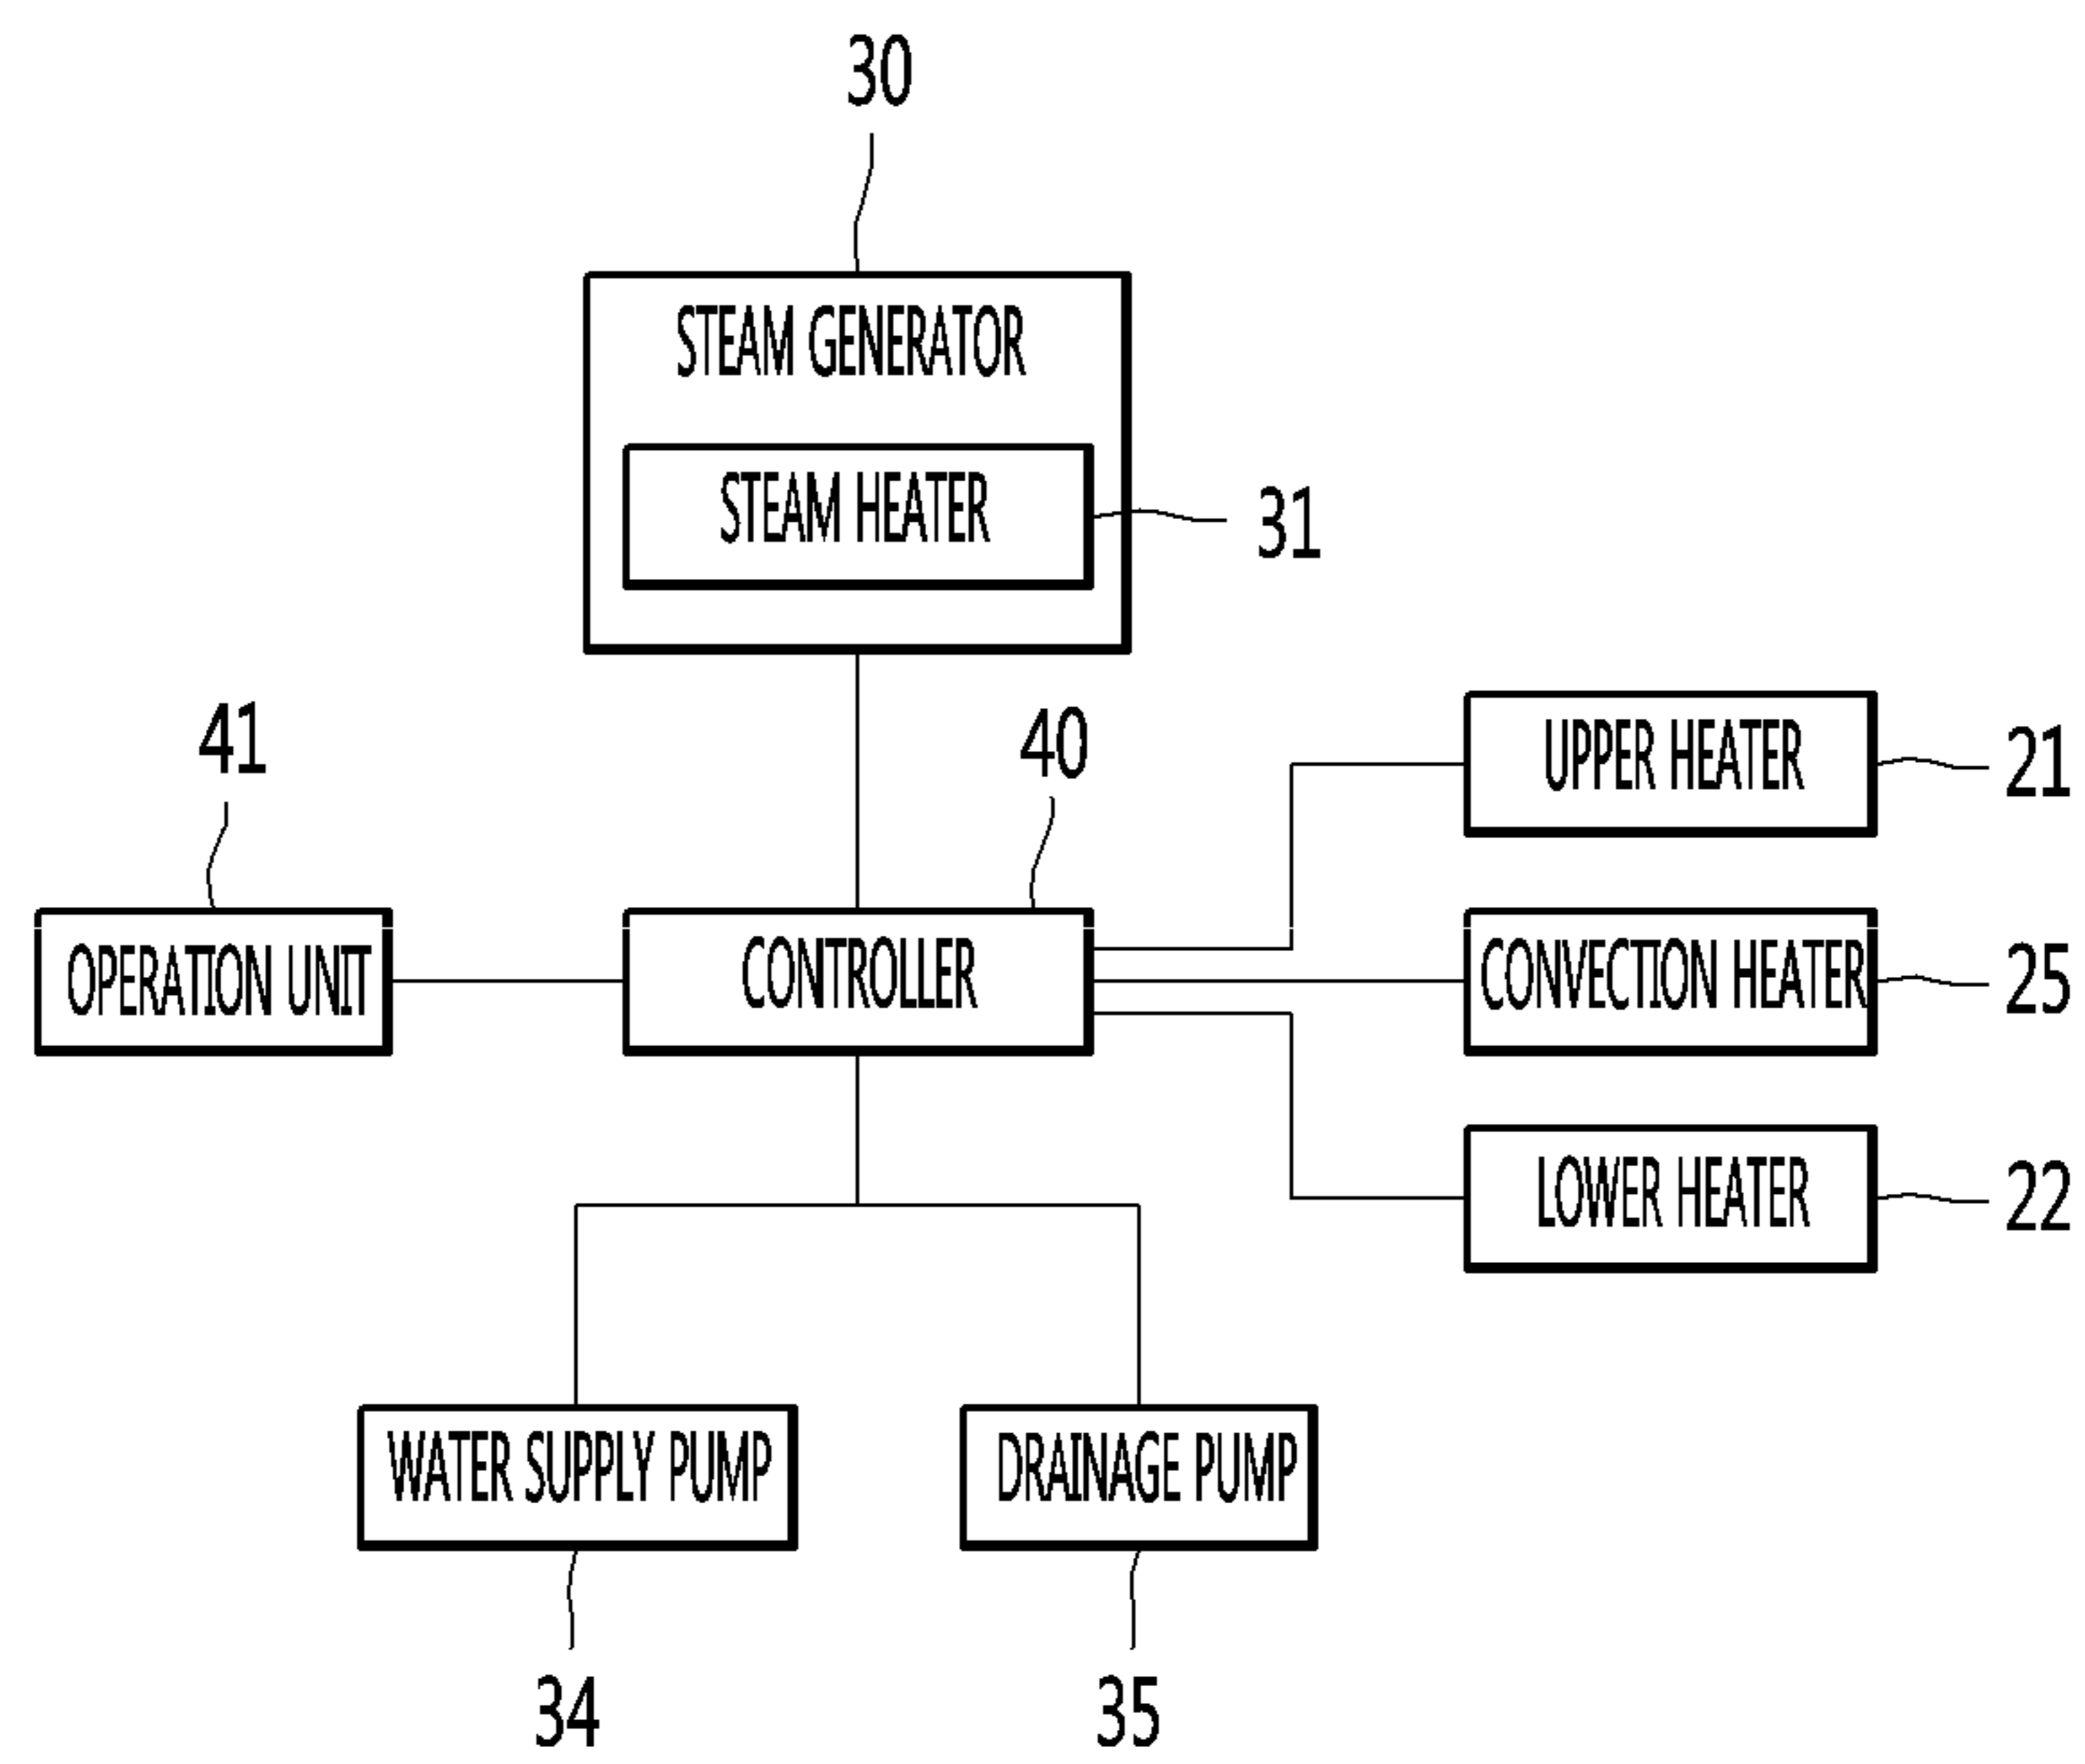 30
STEAM GENERATOR
STEAM HEATER
31
41
40
UPPER HEATER
21
OPERATION UNIT
CONTROLLER
CONVECTION HEATER
25
LOWER HEATER
22
WATER SUPPLY PUMP
DRAINAGE PUMP
34
35